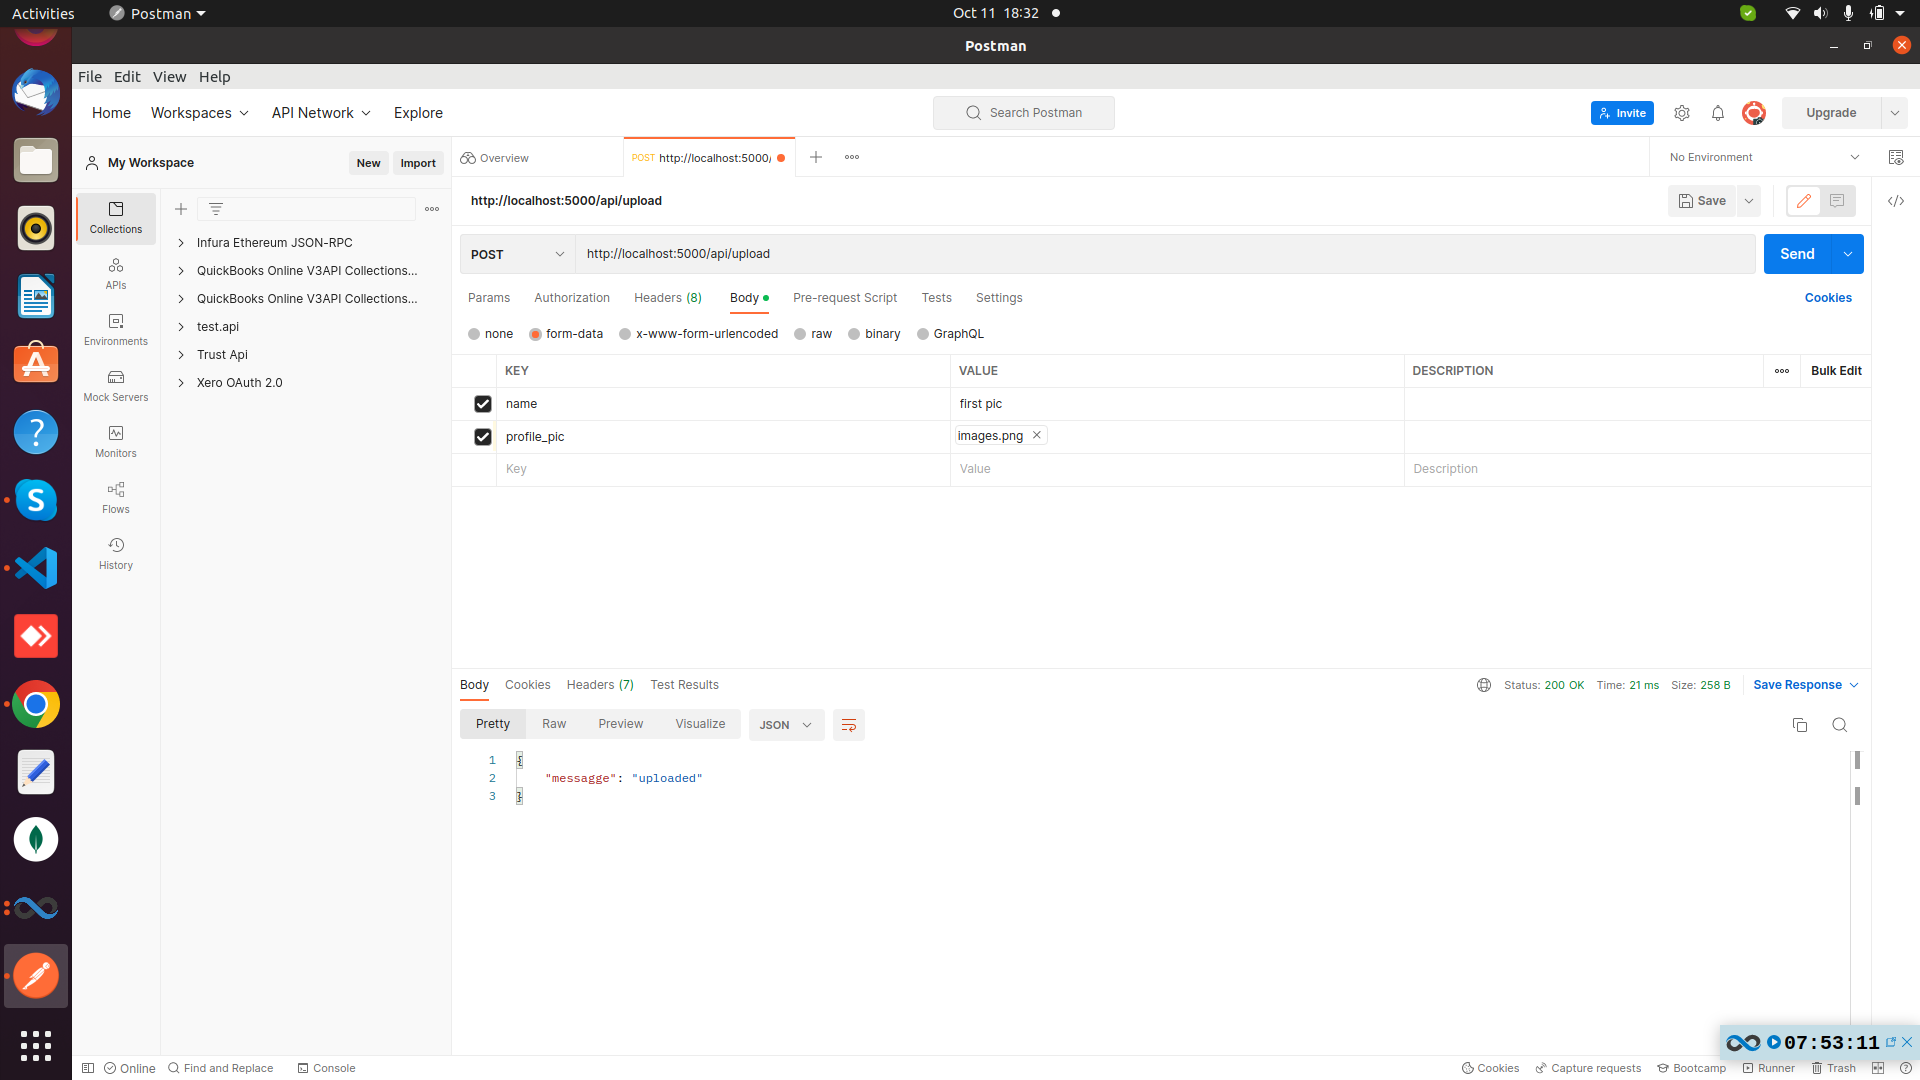 Activities
Postman
Oct 11 18:32
Postman
File Edit View Help
Home Workspaces API Network Explore
Search Postman
Invite
Upgrade
My Workspace
New Import
Overview
POST http://localhost:5000/
No Environment
Collections
APIs
Environments
Mock Servers
Monitors
Flows
History
Infura Ethereum JSON-RPC
QuickBooks Online V3API Collections...
QuickBooks Online V3API Collections...
test.api
Trust Api
Xero OAuth 2.0
http://localhost:5000/api/upload
Save
POST
http://localhost:5000/api/upload
Send
Params Authorization Headers (8) Body Pre-request Script Tests Settings
Cookies
none form-data x-www-form-urlencoded raw binary GraphQL
KEY VALUE DESCRIPTION Bulk Edit
name first pic
profile_pic images.png
Key Value Description
Body Cookies Headers (7) Test Results
Status: 200 OK Time: 21 ms Size: 258 B Save Response
Pretty Raw Preview Visualize JSON
1 {
2 "messagge": "uploaded"
3 }
07:53:11
Online Find and Replace Console
Cookies Capture requests Bootcamp Runner Trash